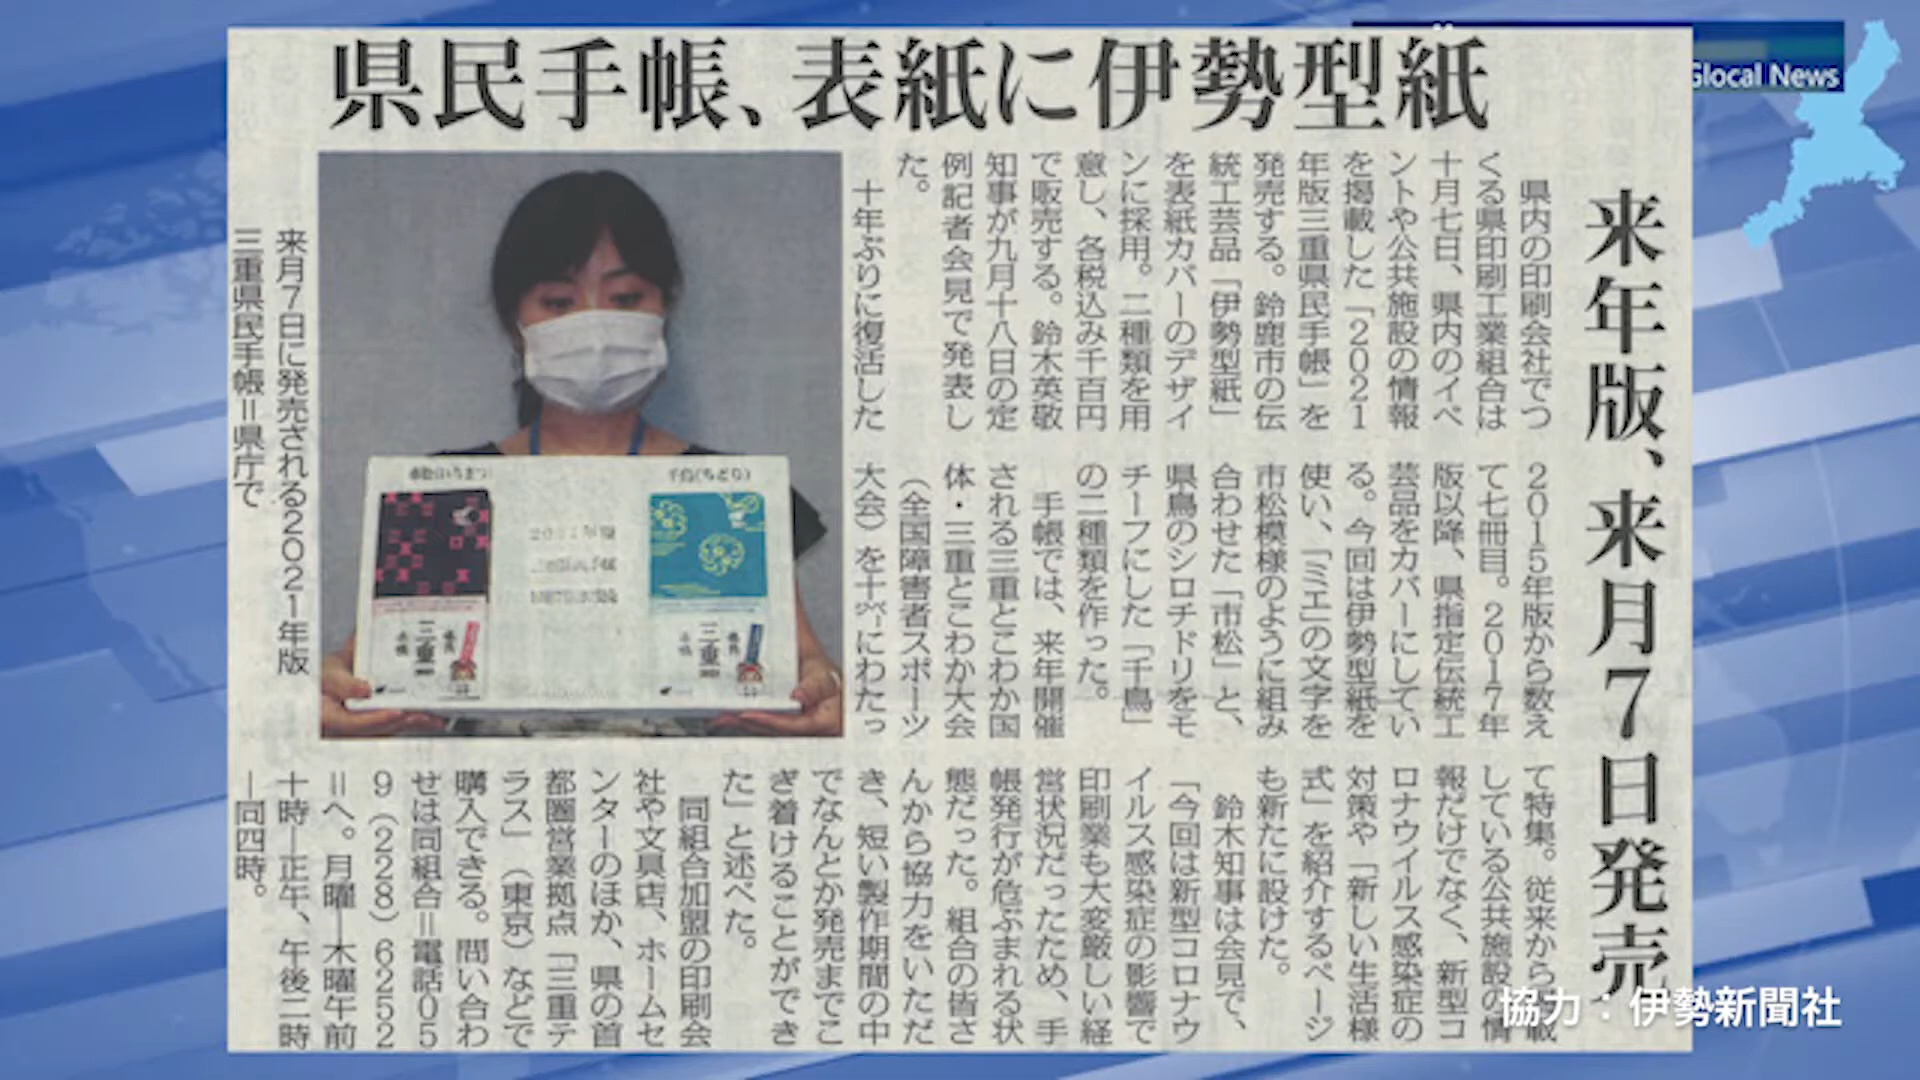 Glocal News
県民手帳、表紙に伊勢型紙
来年版、来月7日発売
県内の印刷会社でつ
くる県印刷工業組合は
十月七日、県内のイベ
ントや公共施設の情報
を掲載した「2021
年版三重県民手帳」を
発売する。鈴鹿市の伝
統工芸品「伊勢型紙」
を表紙カバーのデザイ
ンに採用。二種類を用
意し、各税込み千百円
で販売する。鈴木英敬
知事が九月十八日の定
例記者会見で発表し
た。
十年ぶりに復活した
2015年版から数え
て七冊目。2017年
版以降、県指定伝統工
芸品をカバーにしてい
る。今回は伊勢型紙を
使い、「ミエ」の文字を
市松模様のように組み
合わせた「市松」と、
県鳥のシロチドリをモ
チーフにした「千鳥」
の二種類を作った。
手帳では、来年開催
される三重とこわか国
体・三重とこわか大会
（全国障害者スポーツ
大会）を十㌻にわたっ
て特集。従来から
している公共施設の情
報だけでなく、新型コ
ロナウイルス感染症の
対策や「新しい生活様
式」を紹介するページ
も新たに設けた。
鈴木知事は会見で、
「今回は新型コロナウ
イルス感染症の影響で
印刷業も大変厳しい経
営状況だったため、手
帳発行が危ぶまれる状
態だった。組合の皆さ
んから協力をいただ
き、短い製作期間の中
でなんとか発売までこ
ぎ着けることができ
た」と述べた。
同組合加盟の印刷会
社や文具店、ホームセ
ンターのほか、県の首
都圏営業拠点「三重テ
ラス」（東京）などで
購入できる。問い合わ
せは同組合＝電話05
9（228）6252
＝へ。月曜―木曜午前
十時―正午、午後二時
―同四時。
千鳥(ちどり)
三重
三重
来月7日に発売される2021年版
三重県民手帳＝県庁で
協力：伊勢新聞社